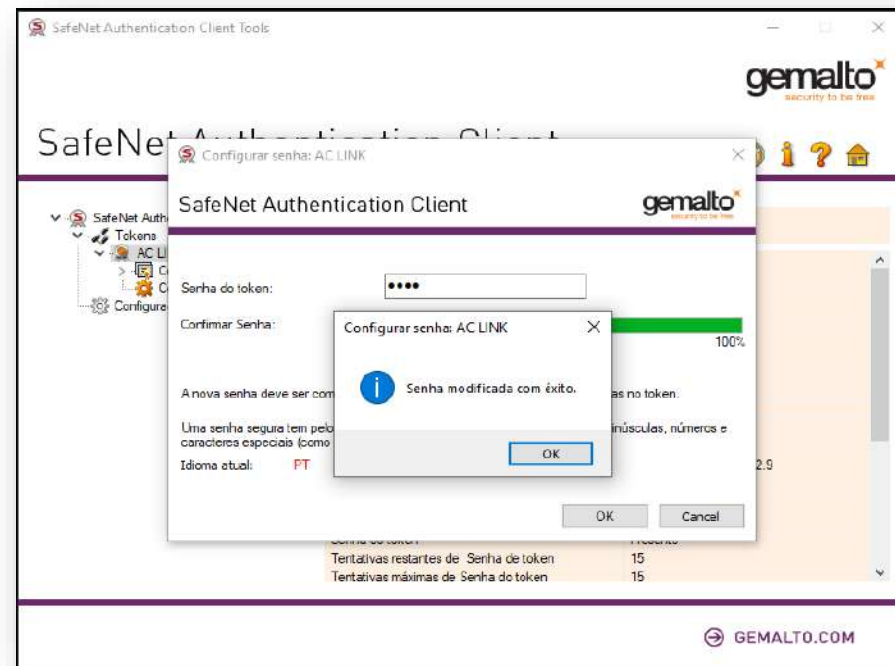 SafeNet Authentication Client Tools
gemalto
security to be free
SafeNet Authentication Client
Configurar senha: AC LINK
SafeNet Authentication Client
gemalto
security to be free
SafeNet Auth
Tokens
AC LI
C
C
Configura
Senha do token:
Confirmar Senha:
100%
Configurar senha: AC LINK
Senha modificada com êxito.
OK
A nova senha deve ser com
as no token.
Uma senha segura tem pelo
inúsculas, números e
caracteres especiais (como
Idioma atual: PT
2.9
OK Cancel
Tentativas restantes de Senha de token 15
Tentativas máximas de Senha do token 15
GEMALTO.COM